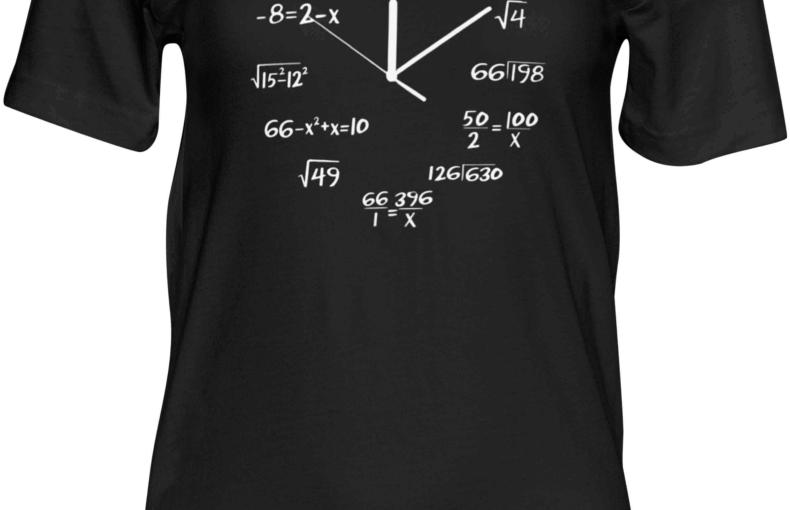 -8=2-x
√4
√15²-12²
66⟌198
66-x²+x=10
50/2=100/x
√49
126⟌630
66/1=396/x